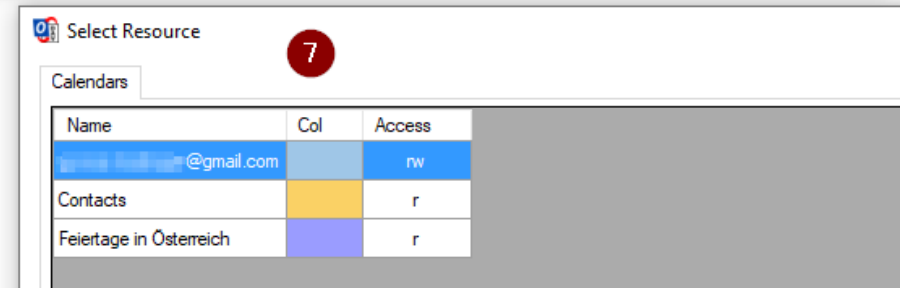 Select Resource
7
Calendars
Name Col Access
@gmail.com rw
Contacts r
Feiertage in Österreich r